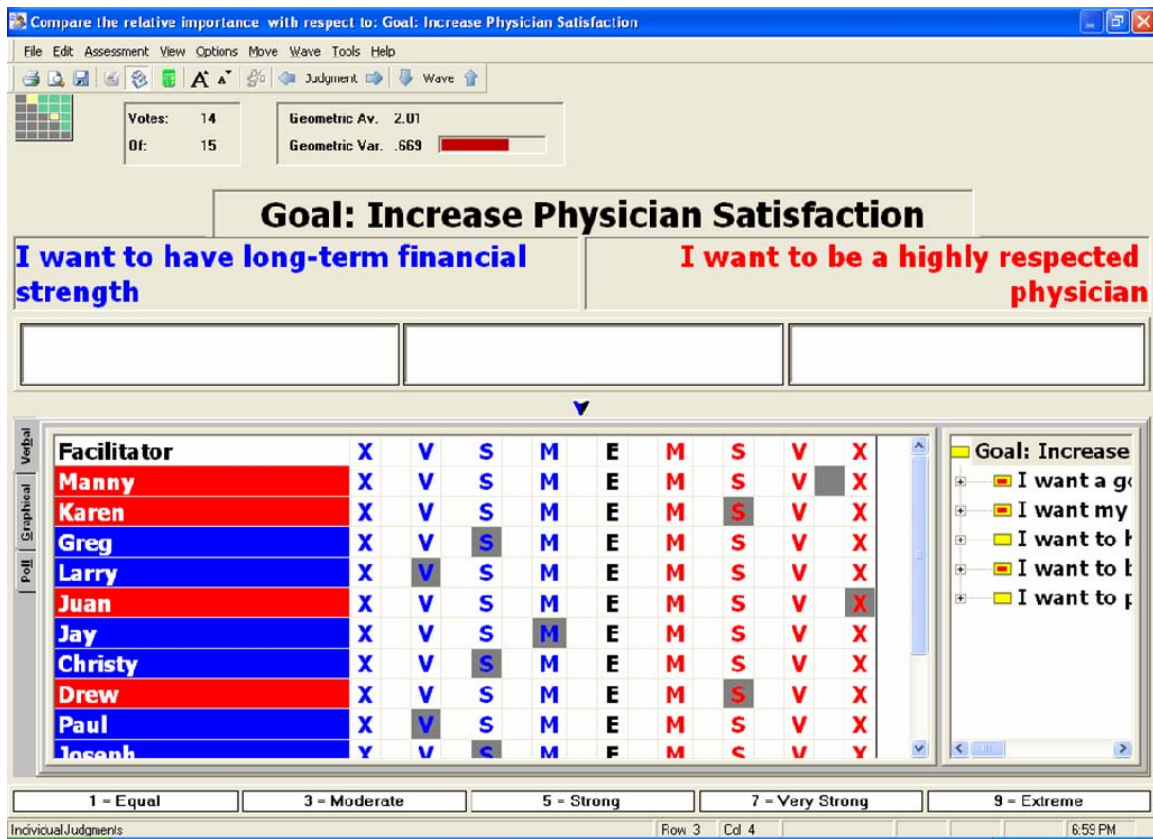 Compare the relative importance with respect to: Goal: Increase Physician Satisfaction
File Edit Assessment View Options Move Wave Tools Help
A A Judgment Wave
Votes: 14
Of: 15
Geometric Av. 2.01
Geometric Var. .669
Goal: Increase Physician Satisfaction
I want to have long-term financial
strength
I want to be a highly respected
physician
Verbal
Graphical
Poll
Facilitator X V S M E M S V X
Manny X V S M E M S V X
Karen X V S M E M S V X
Greg X V S M E M S V X
Larry X V S M E M S V X
Juan X V S M E M S V X
Jay X V S M E M S V X
Christy X V S M E M S V X
Drew X V S M E M S V X
Paul X V S M E M S V X
Joseph X V S M E M S V X
Goal: Increase
I want a g
I want my
I want to
I want to
I want to
1 = Equal
3 = Moderate
5 = Strong
7 = Very Strong
9 = Extreme
Individual Judgments
Row 3 Col 4
6:59 PM